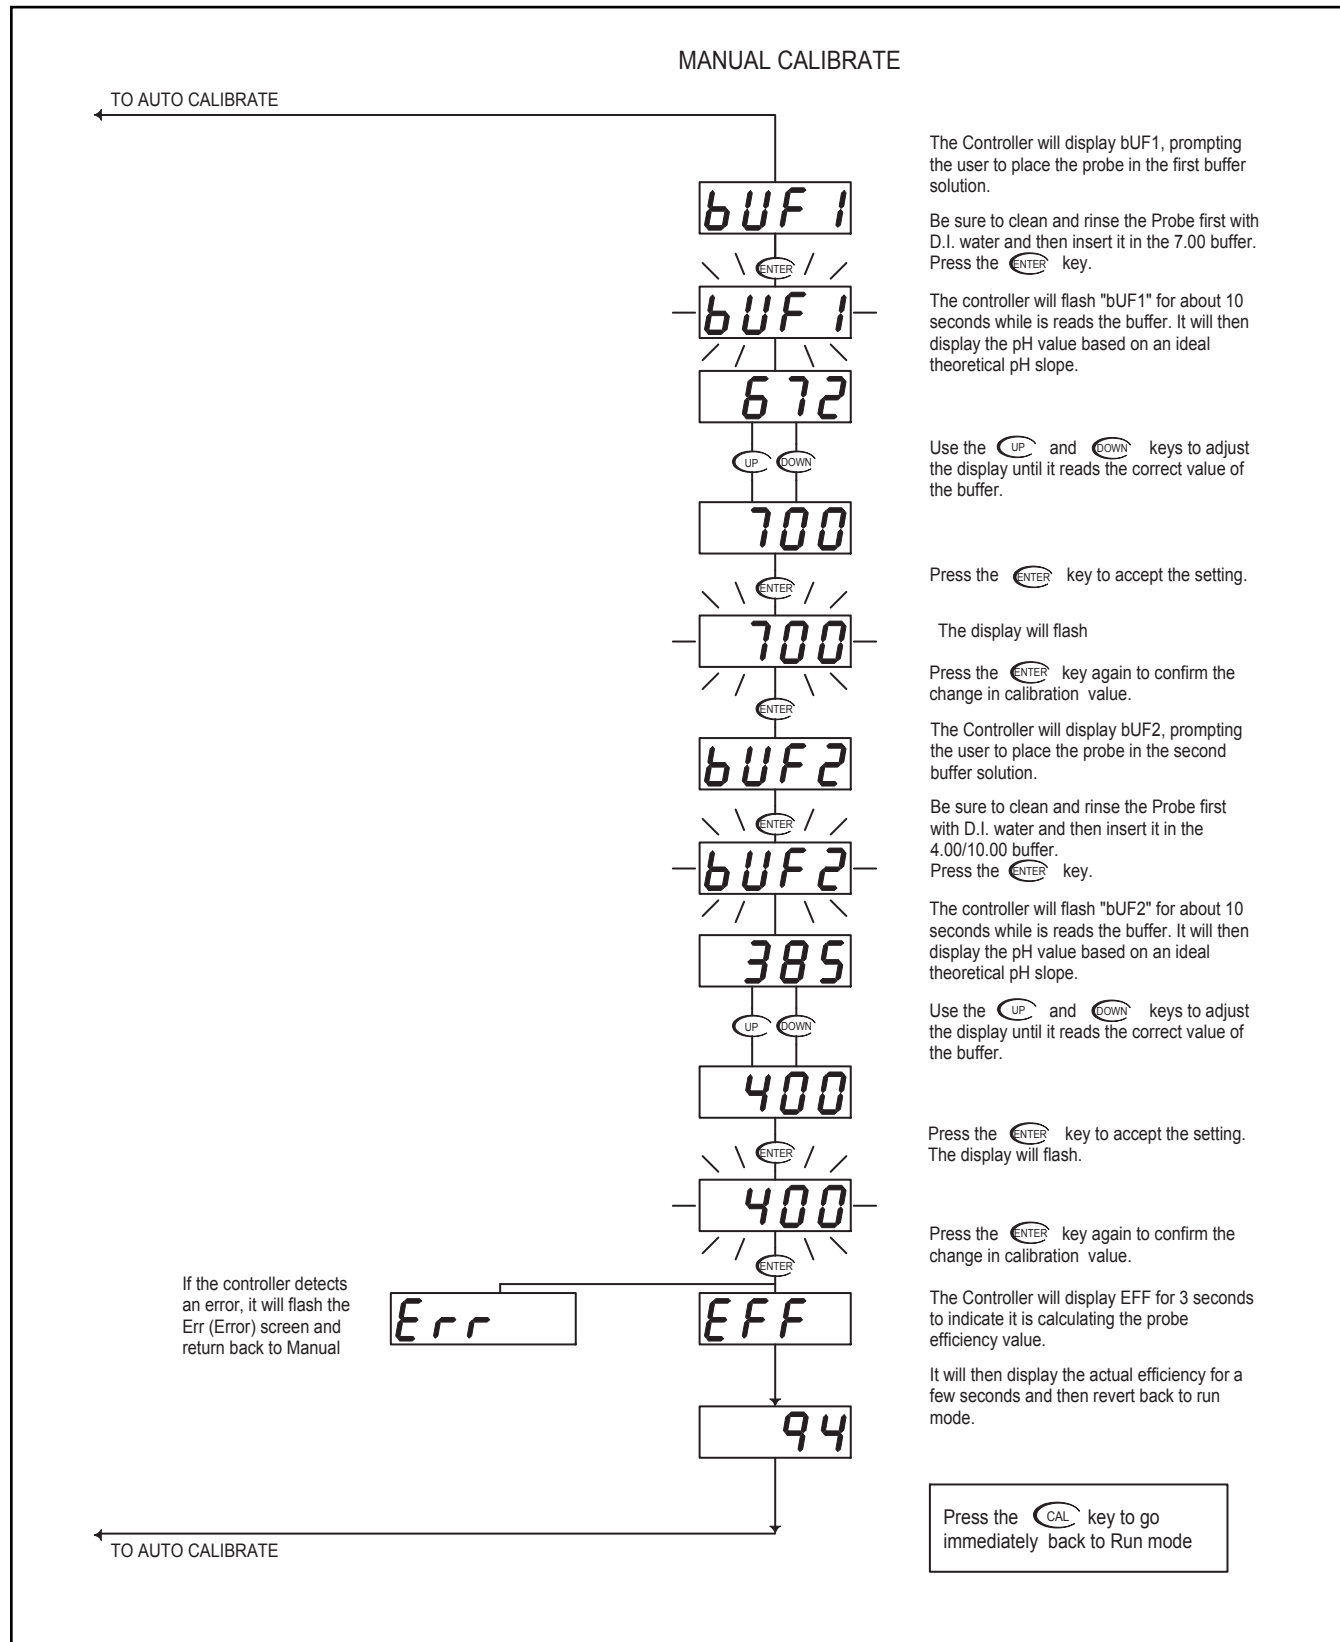 MANUAL CALIBRATE
TO AUTO CALIBRATE
The Controller will display bUF1, prompting
the user to place the probe in the first buffer
solution.
bUF1
Be sure to clean and rinse the Probe first with
D.I. water and then insert it in the 7.00 buffer.
Press the ENTER key.
ENTER
bUF1
The controller will flash "bUF1" for about 10
seconds while is reads the buffer. It will then
display the pH value based on an ideal
theoretical pH slope.
672
UP DOWN
Use the UP and DOWN keys to adjust
the display until it reads the correct value of
the buffer.
700
ENTER
Press the ENTER key to accept the setting.
700
The display will flash
Press the ENTER key again to confirm the
change in calibration value.
ENTER
bUF2
The Controller will display bUF2, prompting
the user to place the probe in the second
buffer solution.
ENTER
bUF2
Be sure to clean and rinse the Probe first
with D.I. water and then insert it in the
4.00/10.00 buffer.
Press the ENTER key.
The controller will flash "bUF2" for about 10
seconds while is reads the buffer. It will then
display the pH value based on an ideal
theoretical pH slope.
385
UP DOWN
Use the UP and DOWN keys to adjust
the display until it reads the correct value of
the buffer.
400
ENTER
Press the ENTER key to accept the setting.
The display will flash.
400
ENTER
Press the ENTER key again to confirm the
change in calibration value.
If the controller detects
an error, it will flash the
Err (Error) screen and
return back to Manual
Err
EFF
The Controller will display EFF for 3 seconds
to indicate it is calculating the probe
efficiency value.
It will then display the actual efficiency for a
few seconds and then revert back to run
mode.
94
Press the CAL key to go
immediately back to Run mode
TO AUTO CALIBRATE